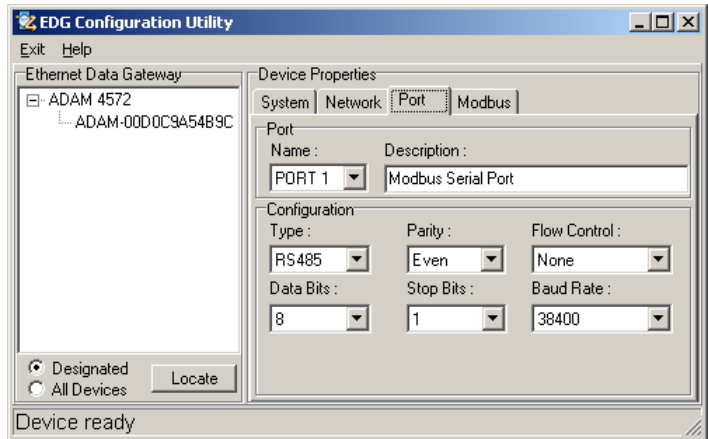 EDG Configuration Utility
Exit Help
Ethernet Data Gateway
ADAM 4572
ADAM-00D0C9A54B9C
Designated
All Devices
Locate
Device Properties
System Network Port Modbus
Port
Name : Description :
PORT 1 Modbus Serial Port
Configuration
Type : Parity : Flow Control :
RS485 Even None
Data Bits : Stop Bits : Baud Rate :
8 1 38400
Device ready